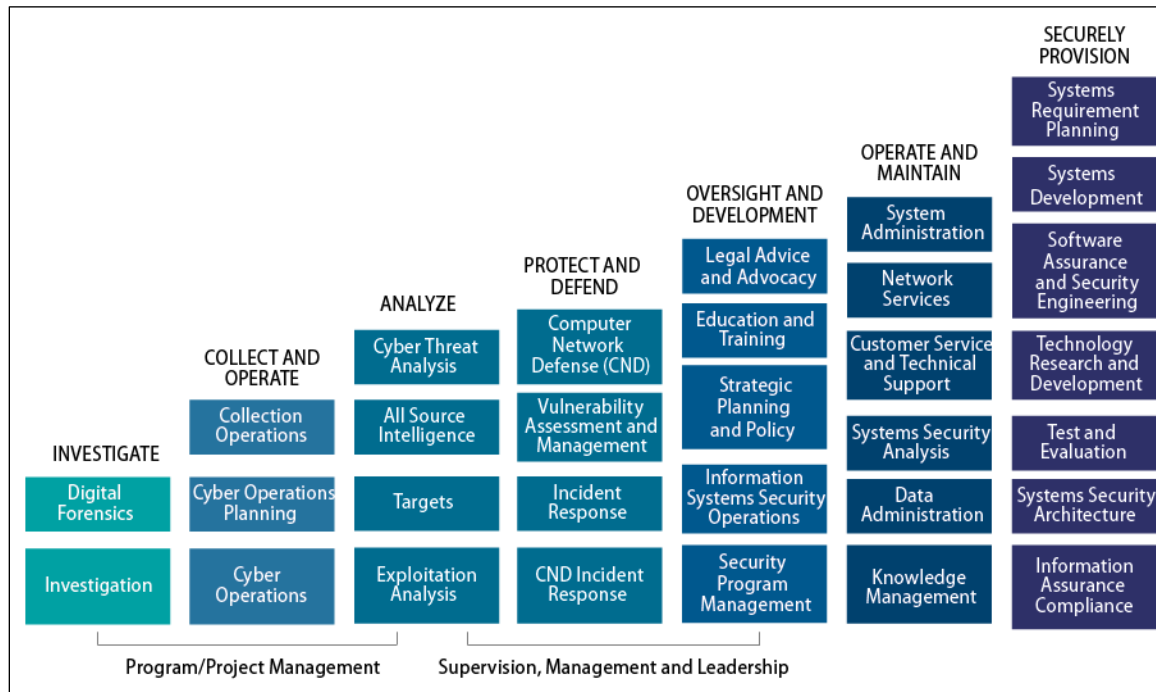 INVESTIGATE
Digital
Forensics
Investigation
COLLECT AND
OPERATE
Collection
Operations
Cyber Operations
Planning
Cyber
Operations
ANALYZE
Cyber Threat
Analysis
All Source
Intelligence
Targets
Exploitation
Analysis
PROTECT AND
DEFEND
Computer
Network
Defense (CND)
Vulnerability
Assessment and
Management
Incident
Response
CND Incident
Response
OVERSIGHT AND
DEVELOPMENT
Legal Advice
and Advocacy
Education and
Training
Strategic
Planning
and Policy
Information
Systems Security
Operations
Security
Program
Management
OPERATE AND
MAINTAIN
System
Administration
Network
Services
Customer Service
and Technical
Support
Systems Security
Analysis
Data
Administration
Knowledge
Management
SECURELY
PROVISION
Systems
Requirement
Planning
Systems
Development
Software
Assurance
and Security
Engineering
Technology
Research and
Development
Test and
Evaluation
Systems Security
Architecture
Information
Assurance
Compliance
Program/Project Management
Supervision, Management and Leadership